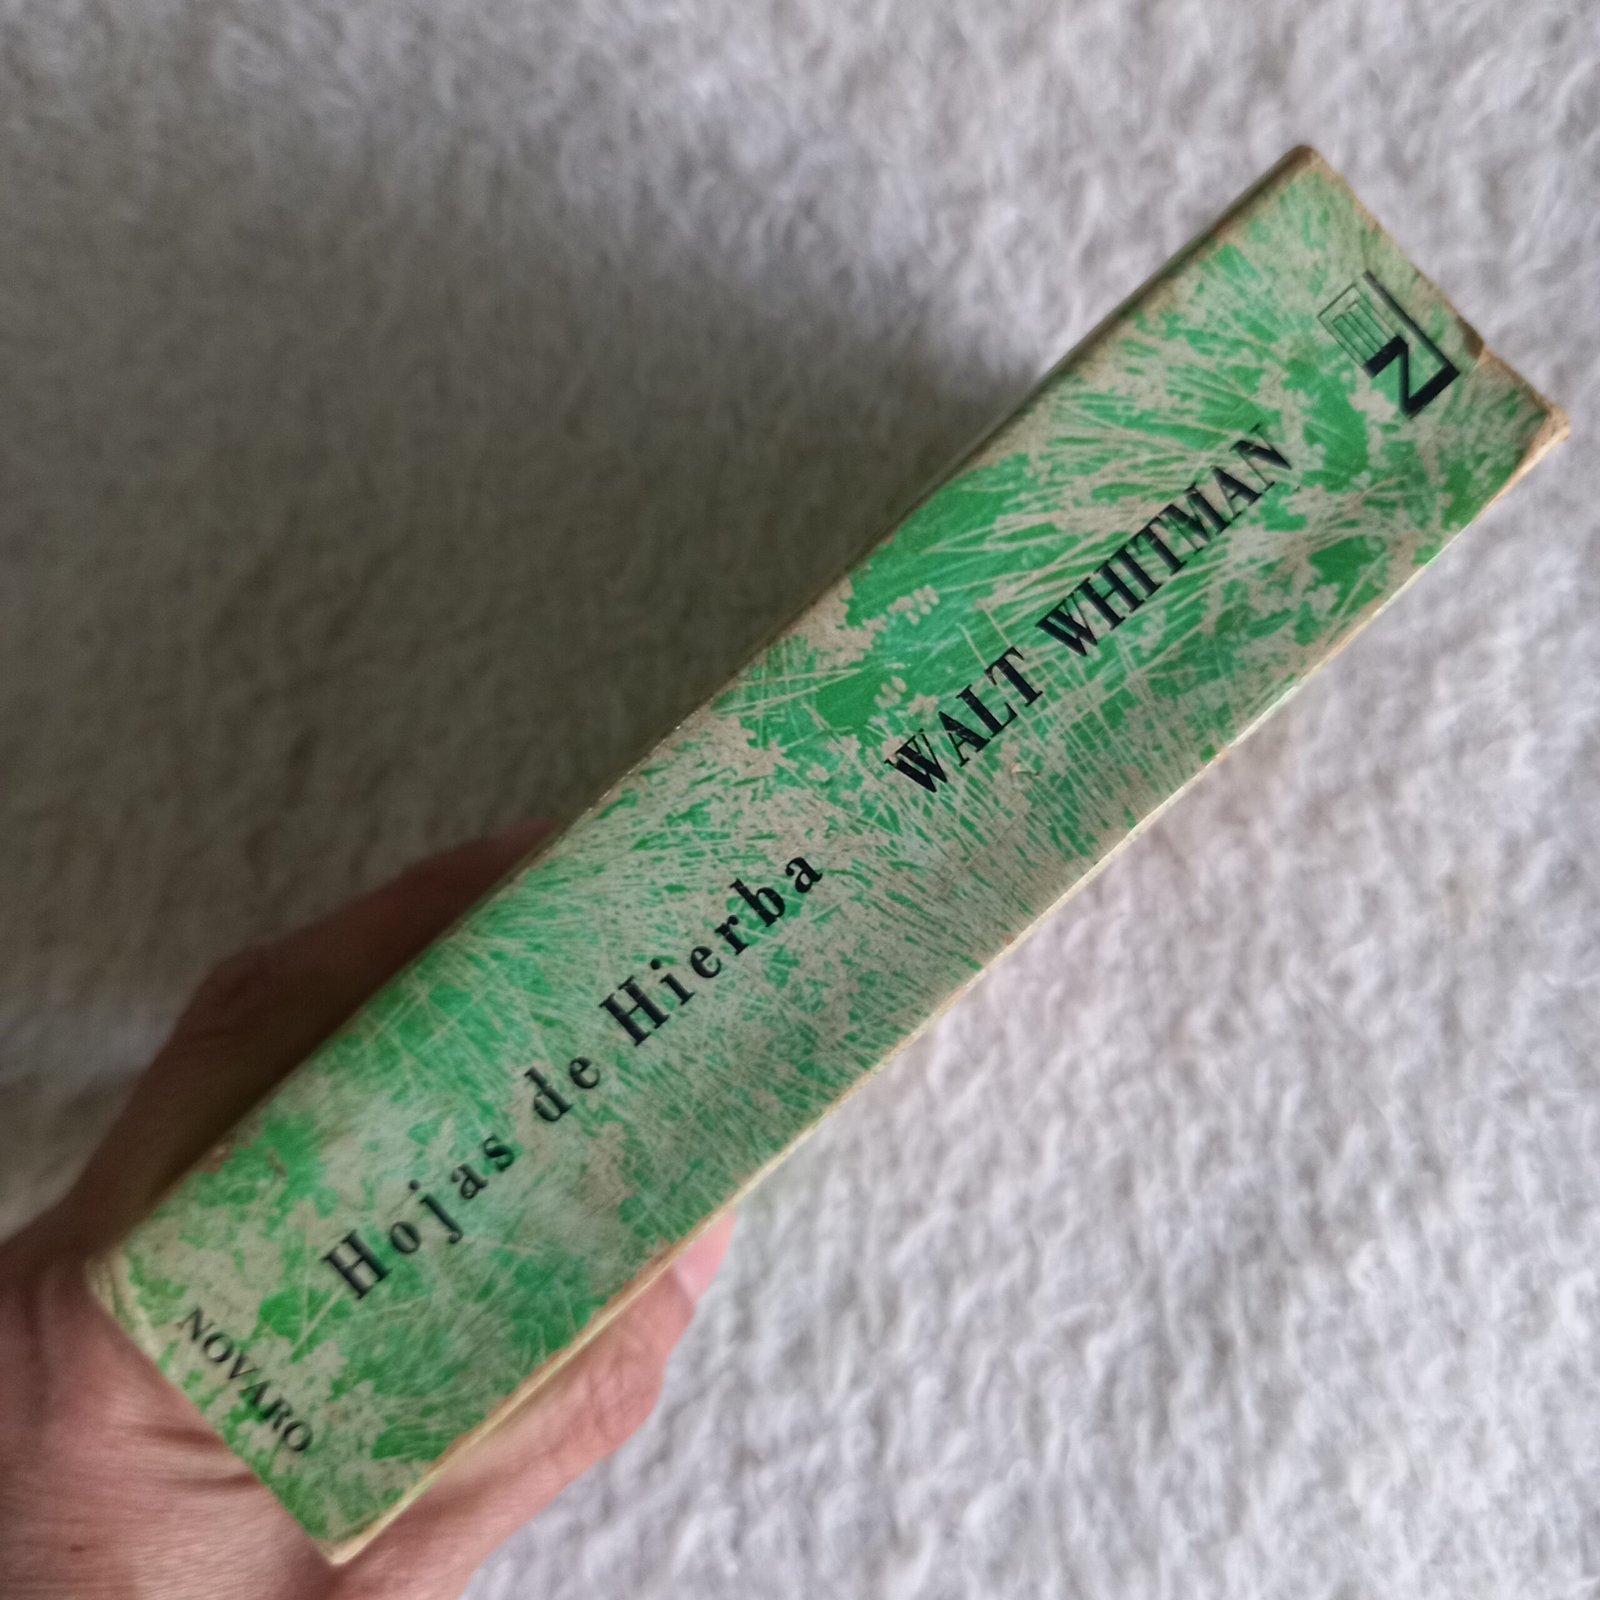 Hojas de Hierba
WALT WHITMAN
N
NOVARO